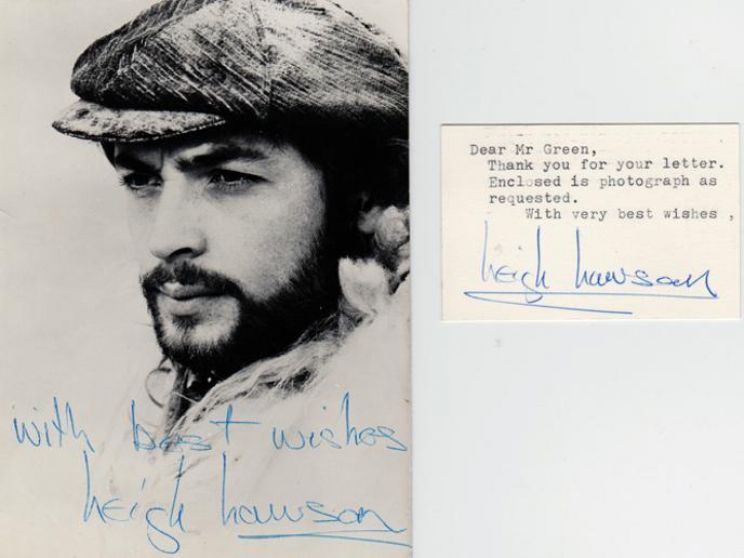 with best wishes
Leigh Lawson
Dear Mr Green,
Thank you for your letter.
Enclosed is photograph as
requested.
With very best wishes ,
Leigh Lawson